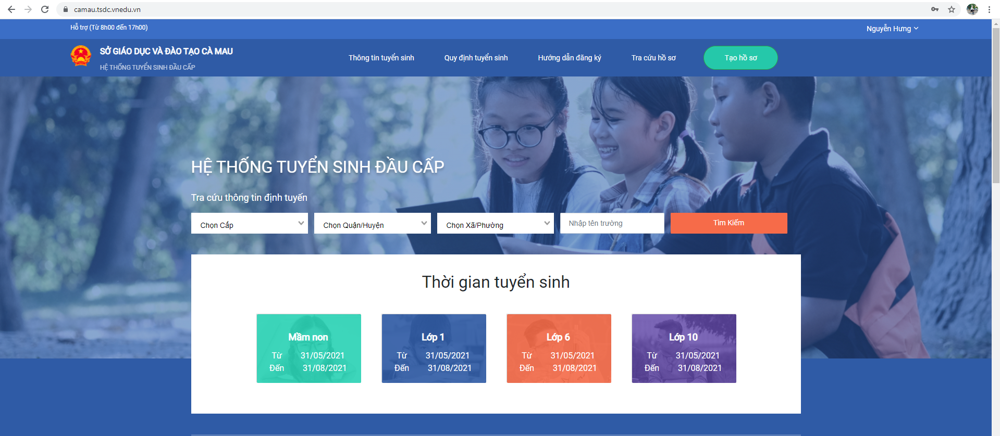 camau.tsdc.vnedu.vn
Hỗ trợ (Từ 8h00 đến 17h00)
Nguyễn Hưng
SỞ GIÁO DỤC VÀ ĐÀO TẠO CÀ MAU
HỆ THỐNG TUYỂN SINH ĐẦU CẤP
Thông tin tuyển sinh
Quy định tuyển sinh
Hướng dẫn đăng ký
Tra cứu hồ sơ
Tạo hồ sơ
HỆ THỐNG TUYỂN SINH ĐẦU CẤP
Tra cứu thông tin định tuyến
Chọn Cấp
Chọn Quận/Huyện
Chọn Xã/Phường
Nhập tên trường
Tìm Kiếm
Thời gian tuyển sinh
Mầm non
Từ 31/05/2021
Đến 31/08/2021
Lớp 1
Từ 31/05/2021
Đến 31/08/2021
Lớp 6
Từ 31/05/2021
Đến 31/08/2021
Lớp 10
Từ 31/05/2021
Đến 31/08/2021